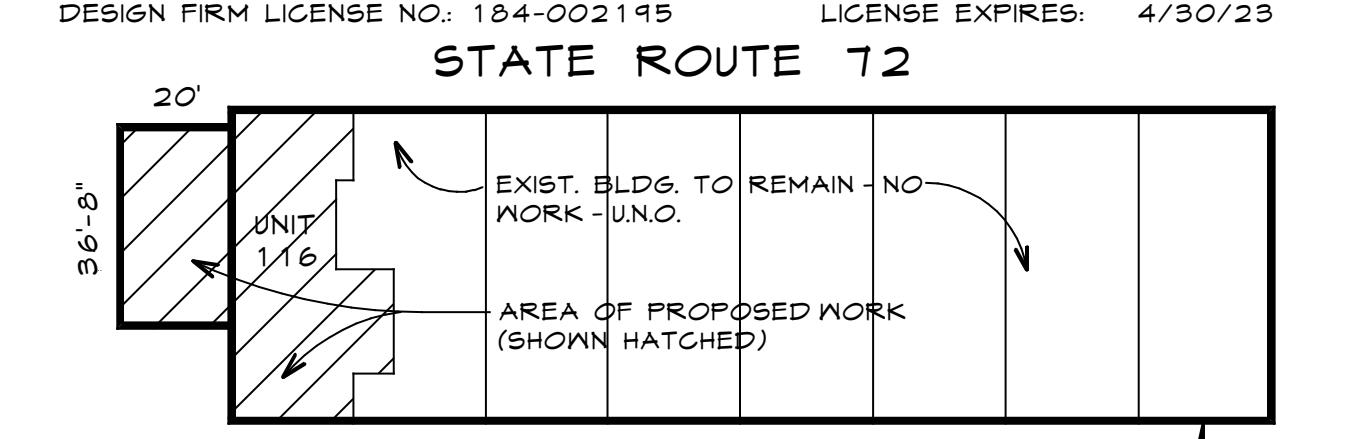 DESIGN FIRM LICENSE NO.: 184-002195 LICENSE EXPIRES: 4/30/23
STATE ROUTE 72
20'
36'-8"
UNIT
116
EXIST. BLDG. TO REMAIN - NO
WORK - U.N.O.
AREA OF PROPOSED WORK
(SHOWN HATCHED)